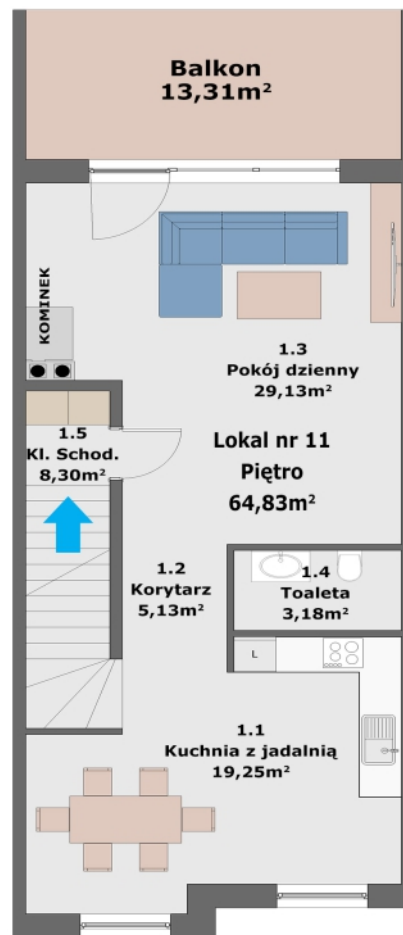 Balkon
13,31m²
KOMINEK
1.3
Pokój dzienny
29,13m²
1.5
Kl. Schod.
8,30m²
Lokal nr 11
Piętro
64,83m²
1.2
Korytarz
5,13m²
1.4
Toaleta
3,18m²
L
1.1
Kuchnia z jadalnią
19,25m²